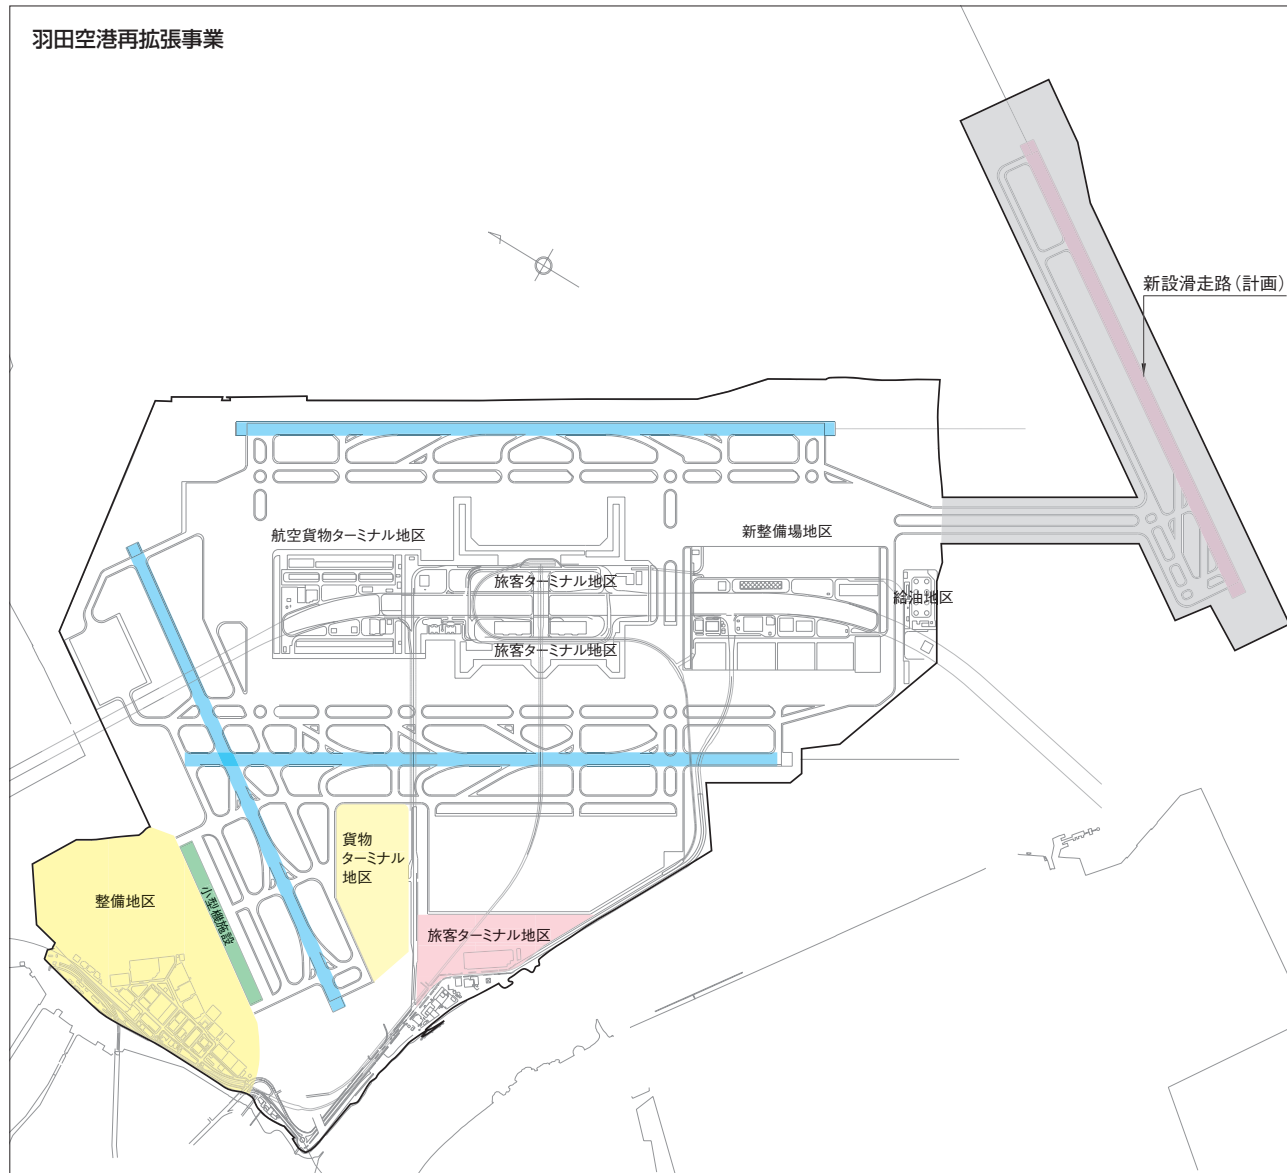 羽田空港再拡張事業
新設滑走路（計画）
航空貨物ターミナル地区
新整備場地区
旅客ターミナル地区
給油地区
旅客ターミナル地区
貨物
ターミナル
地区
整備地区
小型機施設
旅客ターミナル地区